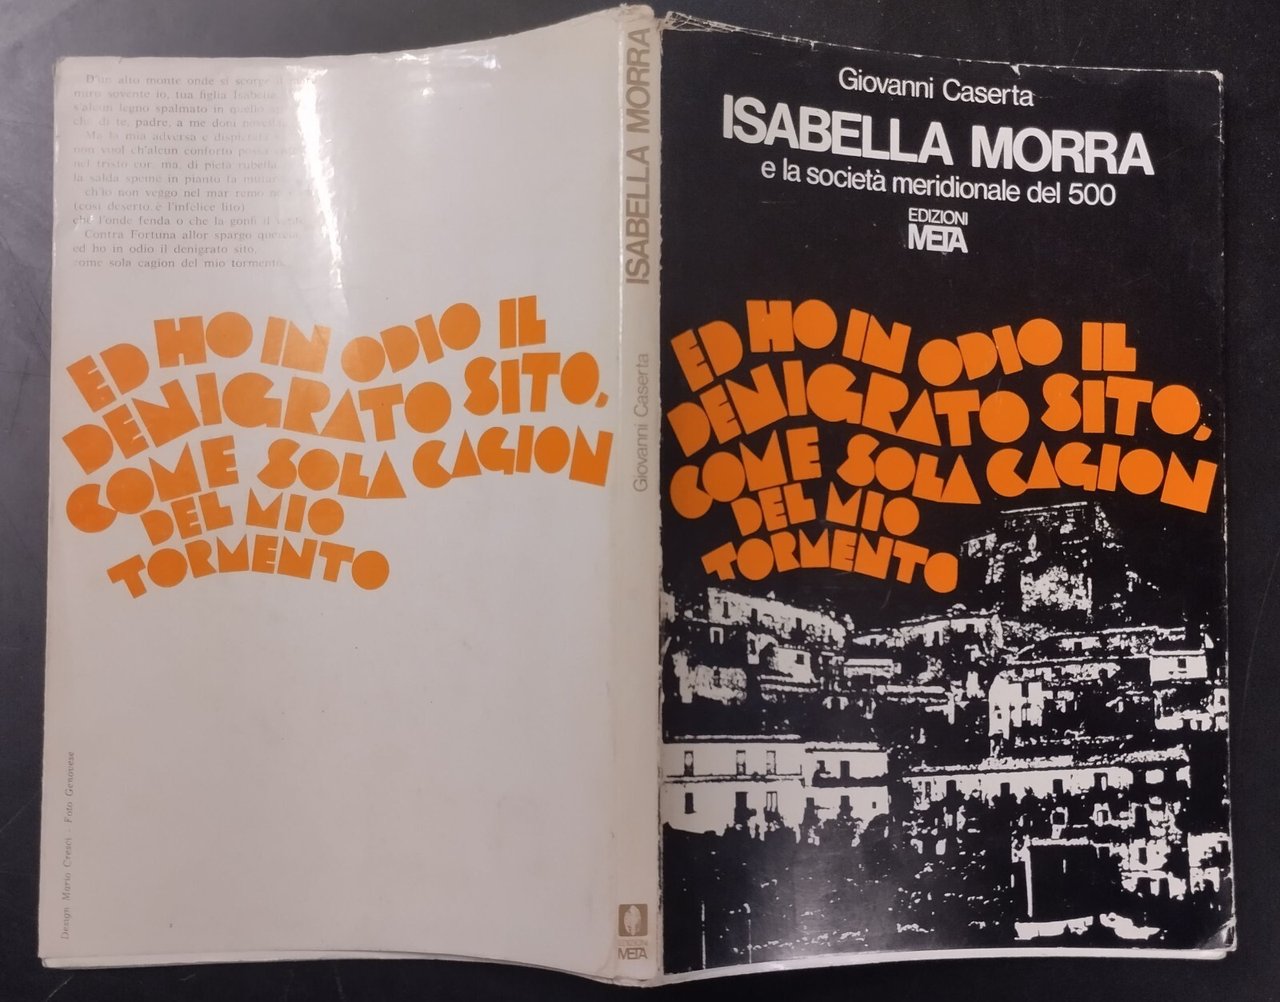 D'un alto monte onde si scorge il
miro sovente io, tua figlia Isabella
s'alcun legno spalmato in quello
che di te, padre, a me doni novella.
Ma la mia adversa e dispietata
non vuol ch'alcun conforto possa
nel tristo cor, ma, di pietà rubella
la salda speme in pianto fa mutar
ch'io non veggo nel mar remo nè
(così deserto è l'infelice lito)
che l'onde fenda o che la gonfi il vento
Contra Fortuna allor spargo querela
ed ho in odio il denigrato sito,
come sola cagion del mio tormento.
ED HO IN ODIO IL
DENIGRATO SITO,
COME SOLA CAGION
DEL MIO
TORMENTO
Design Mario Cresci - Foto Genovese
ISABELLA MORRA
Giovanni Caserta
EDIZIONI
META
Giovanni Caserta
ISABELLA MORRA
e la società meridionale del 500
EDIZIONI
META
ED HO IN ODIO IL
DENIGRATO SITO,
COME SOLA CAGION
DEL MIO
TORMENTO